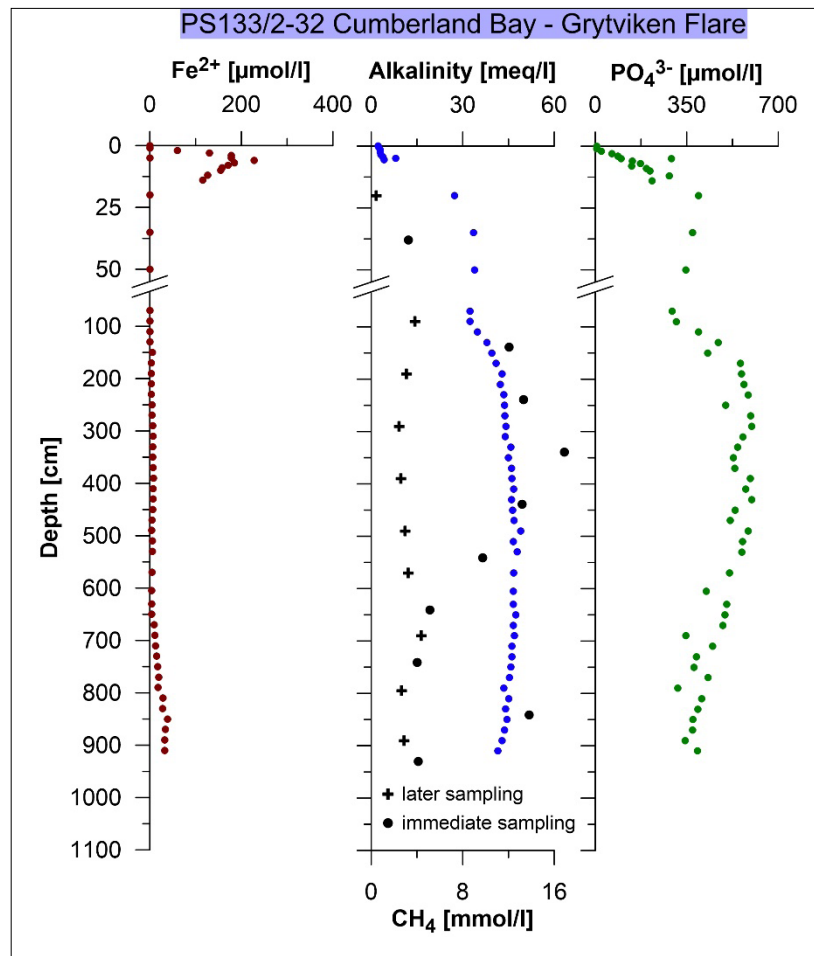 PS133/2-32 Cumberland Bay - Grytviken Flare
Fe2+ [µmol/l] Alkalinity [meq/l] PO43- [µmol/l]
0 200 400 0 30 60 0 350 700
0
25
50
100
200
300
400
500
600
700
800
900
1000
1100
Depth [cm]
later sampling
immediate sampling
0 8 16
CH4 [mmol/l]